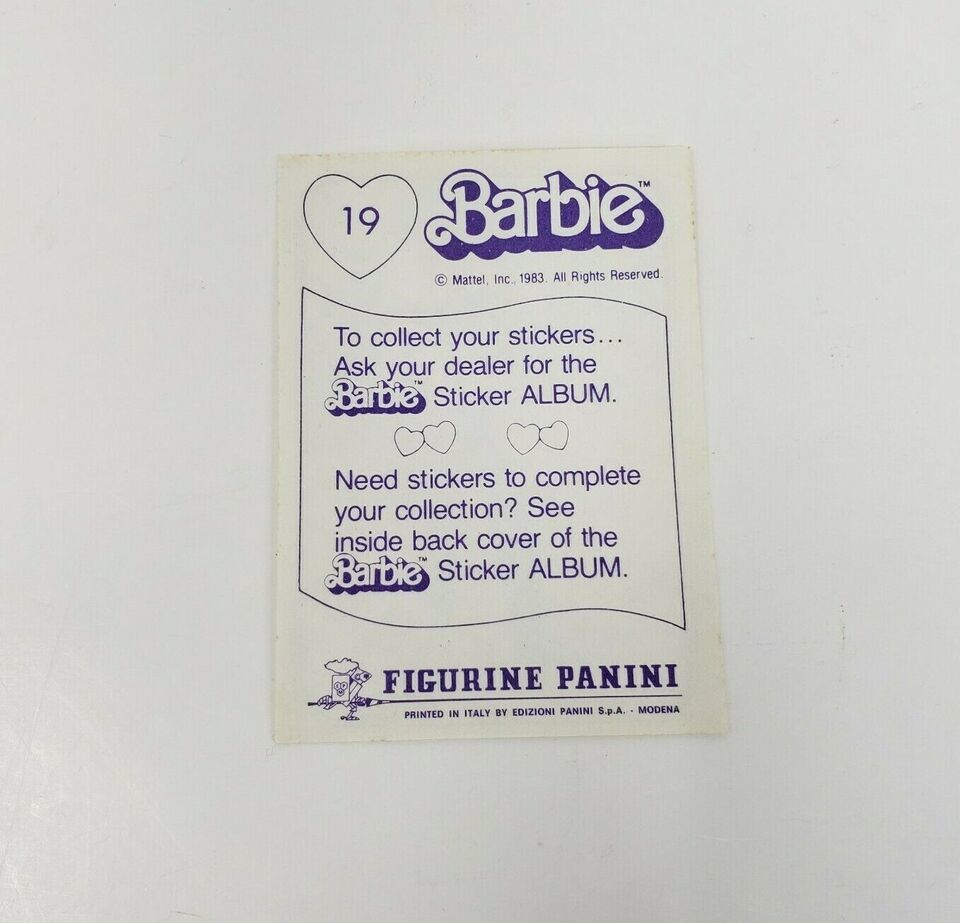 19
Barbie™
© Mattel, Inc., 1983. All Rights Reserved.
To collect your stickers...
Ask your dealer for the
Barbie™ Sticker ALBUM.
Need stickers to complete
your collection? See
inside back cover of the
Barbie™ Sticker ALBUM.
FIGURINE PANINI
PRINTED IN ITALY BY EDIZIONI PANINI S.p.A. - MODENA